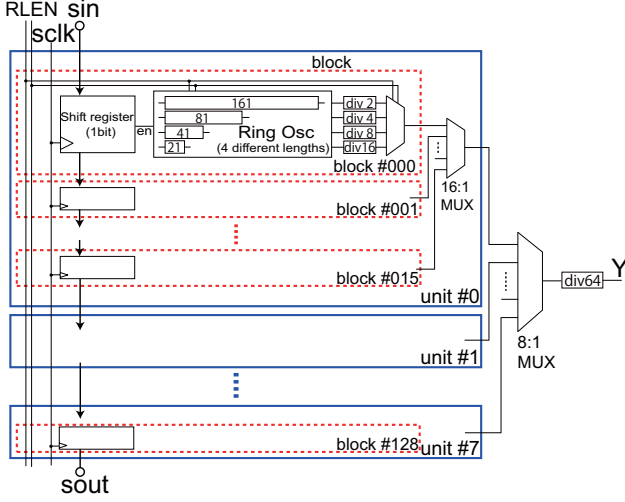 RLEN sin
sclk
block
161
81
41
21
Shift register
(1bit)
en
Ring Osc
(4 different lengths)
div 2
div 4
div 8
div16
block #000
16:1
MUX
block #001
block #015
unit #0
Y
div64
8:1
MUX
unit #1
block #128
unit #7
sout